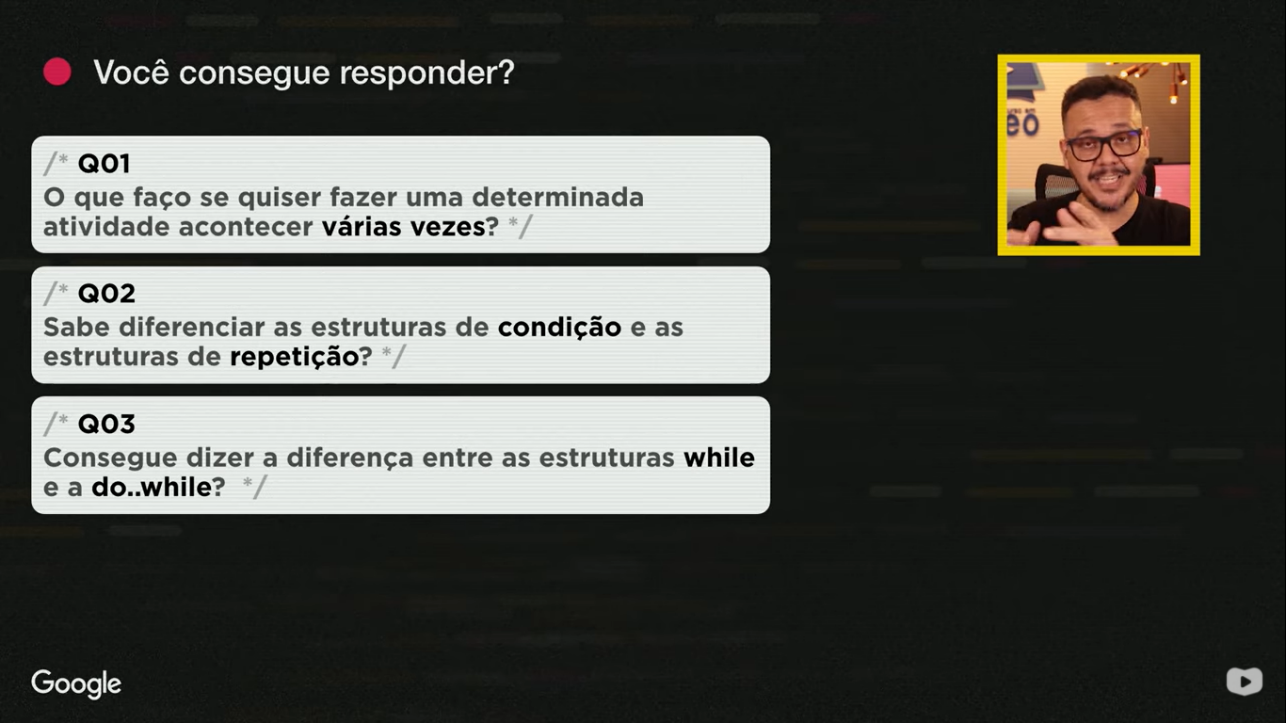 Você consegue responder?
/* Q01
O que faço se quiser fazer uma determinada
atividade acontecer várias vezes? */
/* Q02
Sabe diferenciar as estruturas de condição e as
estruturas de repetição? */
/* Q03
Consegue dizer a diferença entre as estruturas while
e a do..while? */
Google